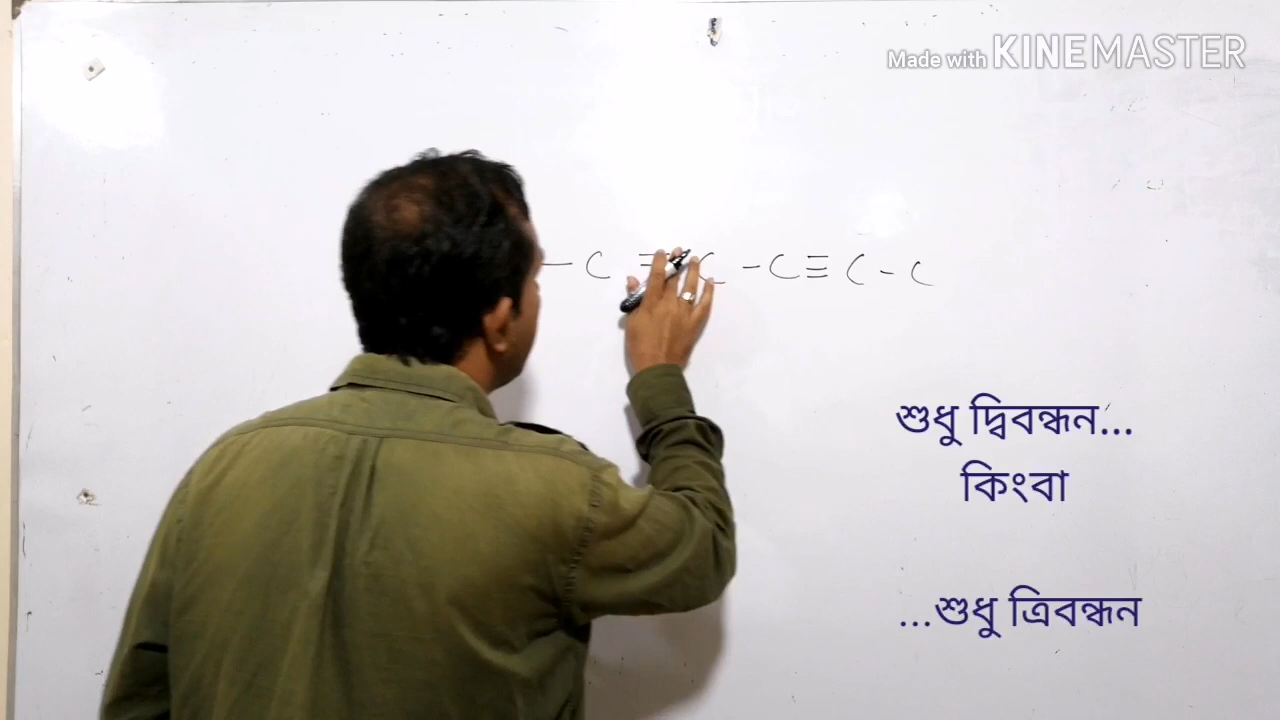 Made with KINEMASTER
— C ≡ C - C ≡ C - C
শুধু দ্বিবন্ধন...
কিংবা
...শুধু ত্রিবন্ধন